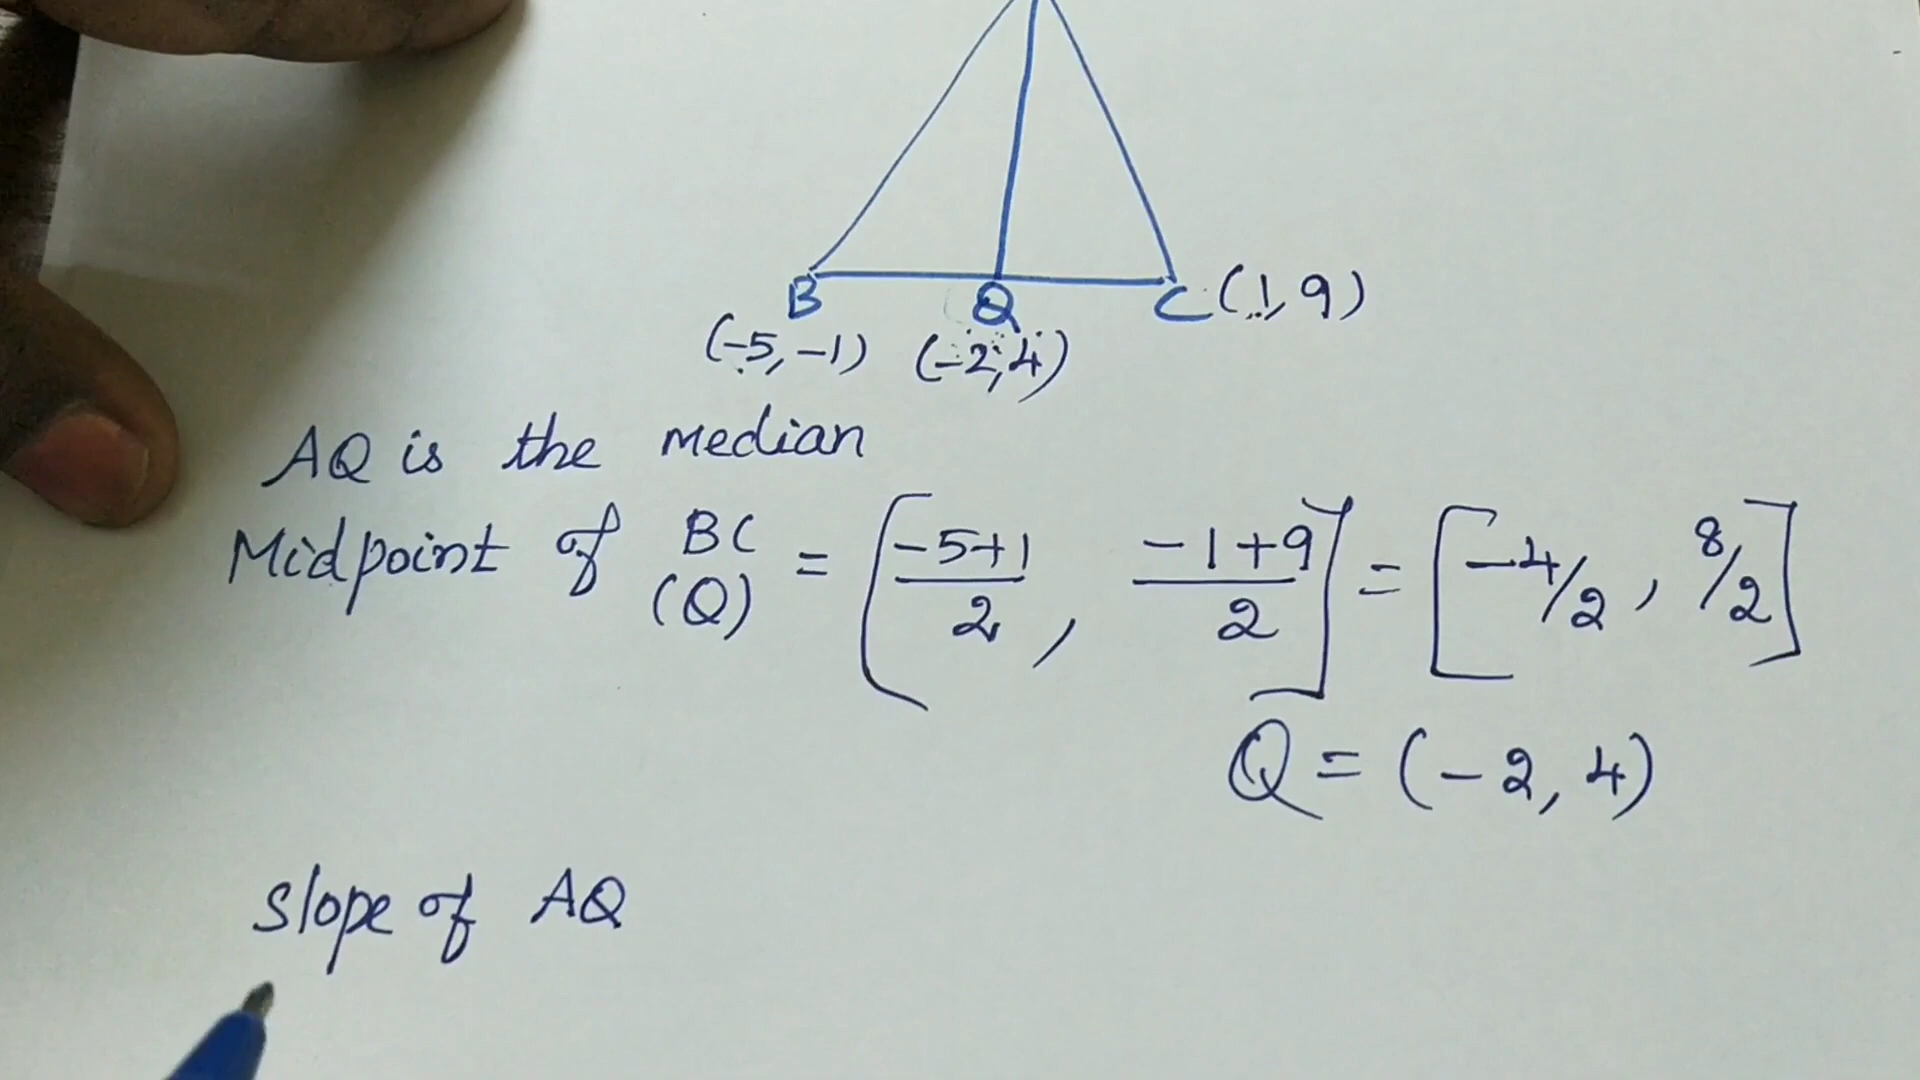 B Q C (1, 9)
(-5, -1) (-2, 4)
AQ is the median
Midpoint of BC (Q) = [(-5+1)/2 , (-1+9)/2] = [-4/2 , 8/2]
Q = (-2, 4)
slope of AQ